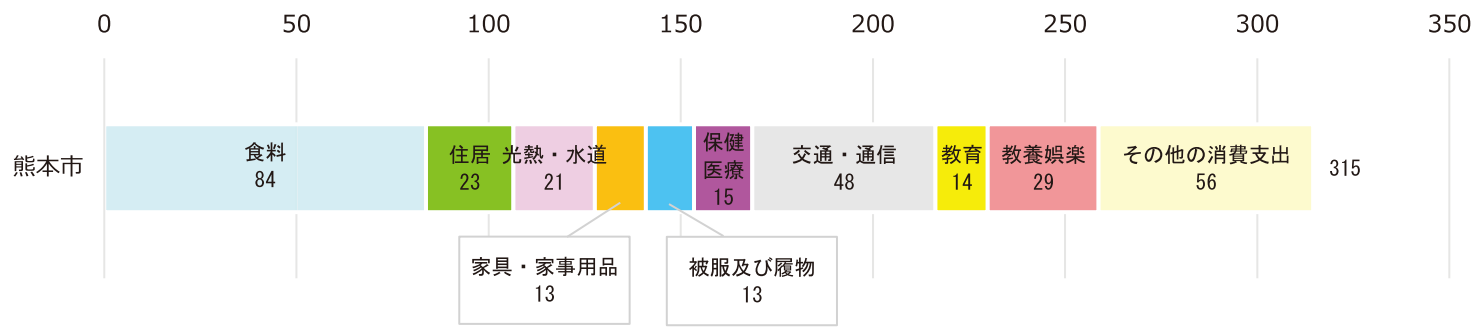 0 50 100 150 200 250 300 350
熊本市
食料
84
住居
23
光熱・水道
21
保健
医療
15
交通・通信
48
教育
14
教養娯楽
29
その他の消費支出
56
315
家具・家事用品
13
被服及び履物
13